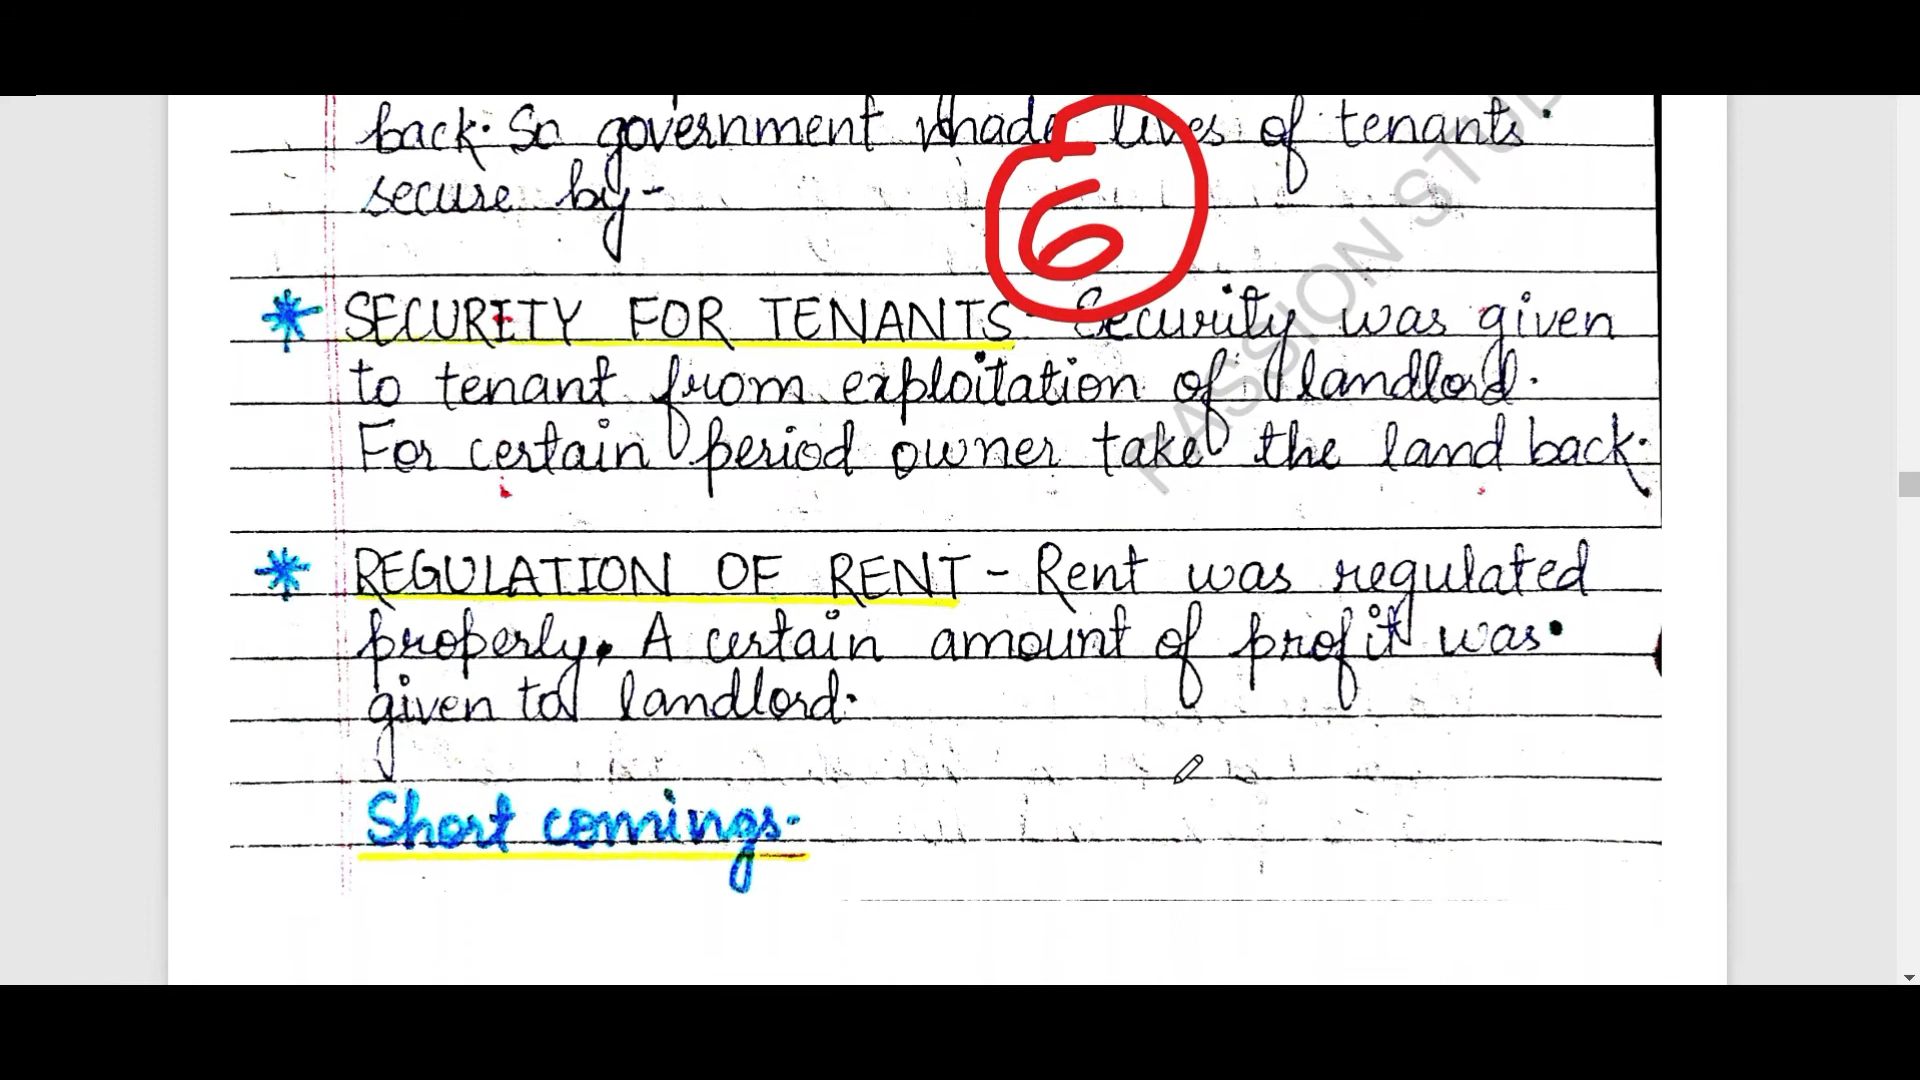 back. So government made lives of tenants
secure by-
6
* SECURITY FOR TENANTS - Security was given
to tenant from exploitation of landlord.
For certain period owner take the land back.
* REGULATION OF RENT - Rent was regulated
properly. A certain amount of profit was
given to landlord.
Short comings-
PASSION STU